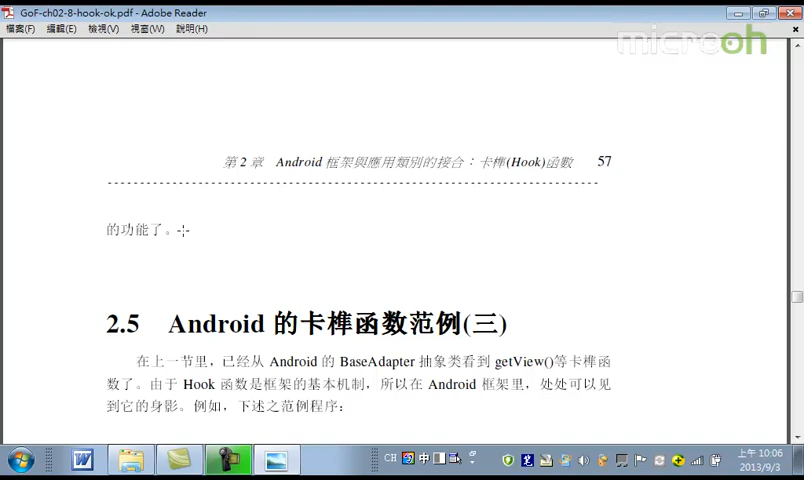 GoF-ch02-8-hook-ok.pdf - Adobe Reader
檔案(F) 編輯(E) 檢視(V) 視窗(W) 說明(H)
microoh
第 2 章 Android 框架與應用類別的接合：卡榫(Hook)函數 57
的功能了。
2.5 Android 的卡榫函数范例(三)
在上一节里，已经从 Android 的 BaseAdapter 抽象类看到 getView()等卡榫函
数了。由于 Hook 函数是框架的基本机制，所以在 Android 框架里，处处可以见
到它的身影。例如，下述之范例程序：
CH 中
上午 10:06
2013/9/3